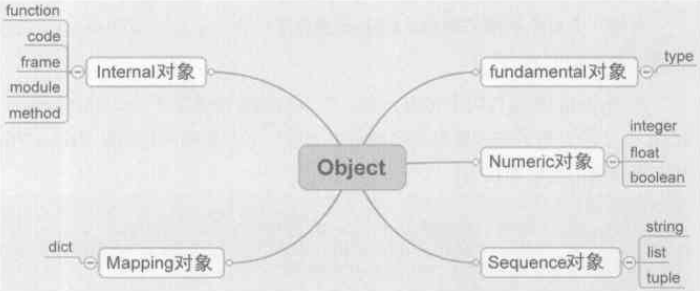 function
code
frame
module
method
Internal对象
fundamental对象
type
Object
Numeric对象
integer
float
boolean
dict
Mapping对象
Sequence对象
string
list
tuple